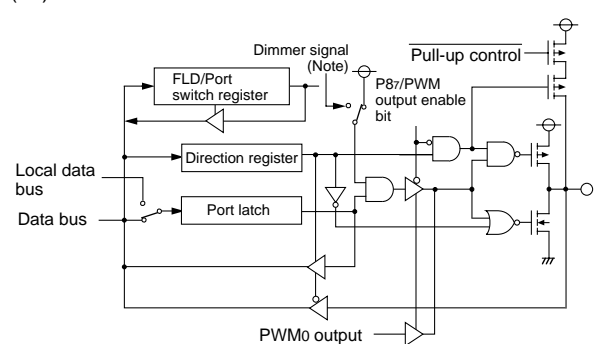 Pull-up control
Dimmer signal
(Note)
P87/PWM
output enable
bit
FLD/Port
switch register
Direction register
Local data
bus
Data bus
Port latch
PWM0 output